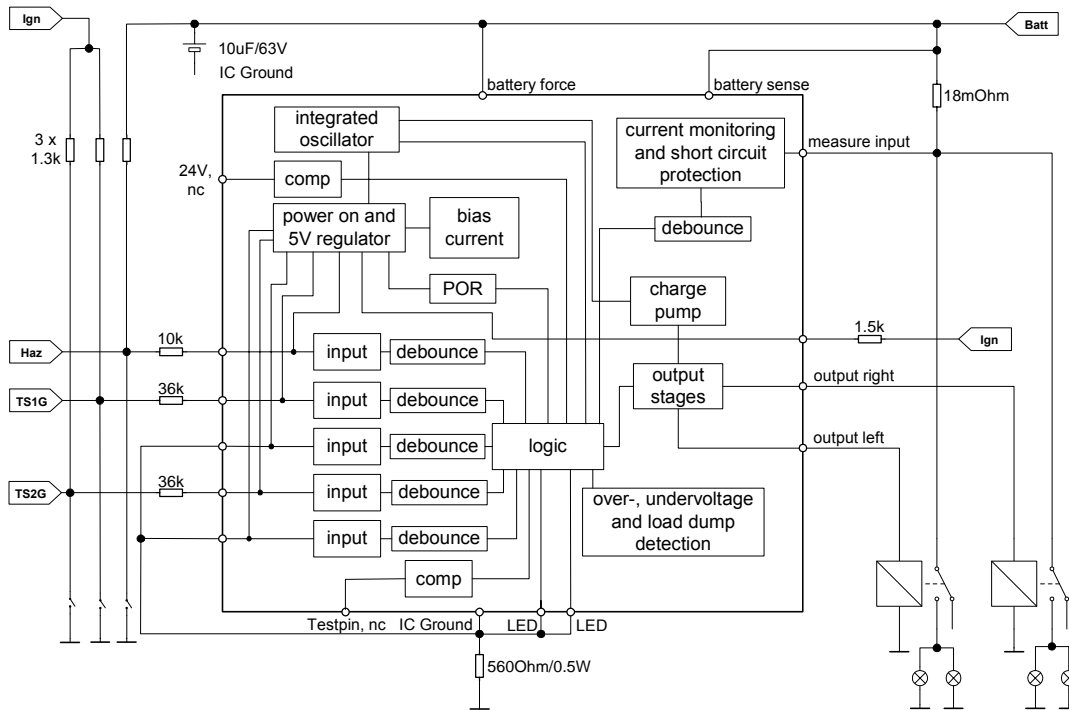 Ign
Batt
10uF/63V
IC Ground
battery force
battery sense
18mOhm
3 x
1.3k
integrated
oscillator
current monitoring
and short circuit
protection
measure input
24V,
nc
comp
power on and
5V regulator
bias
current
debounce
POR
charge
pump
Haz
10k
input
debounce
1.5k
Ign
TS1G
36k
input
debounce
output
stages
output right
input
debounce
logic
output left
TS2G
36k
input
debounce
over-, undervoltage
and load dump
detection
input
debounce
comp
Testpin, nc
IC Ground
LED
LED
560Ohm/0.5W